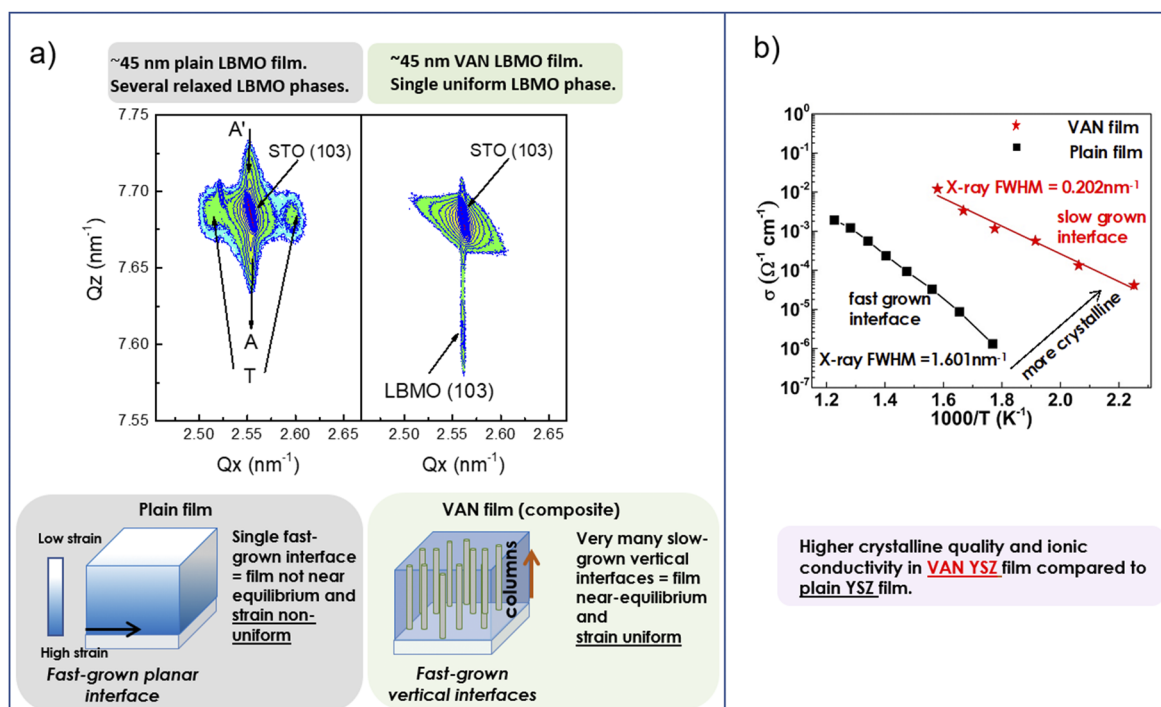 a)
~45 nm plain LBMO film.
Several relaxed LBMO phases.
~45 nm VAN LBMO film.
Single uniform LBMO phase.
7.75
7.70
7.65
7.60
7.55
Qz (nm⁻¹)
A'
STO (103)
A
T
2.50
2.55
2.60
2.65
Qx (nm⁻¹)
STO (103)
LBMO (103)
2.50
2.55
2.60
2.65
Qx (nm⁻¹)
Plain film
Low strain
High strain
Single fast-
grown interface
= film not near
equilibrium and
strain non-
uniform
Fast-grown planar
interface
VAN film (composite)
columns
Very many slow-
grown vertical
interfaces = film
near-equilibrium
and
strain uniform
Fast-grown
vertical interfaces
b)
10⁰
10⁻¹
10⁻²
10⁻³
10⁻⁴
10⁻⁵
10⁻⁶
10⁻⁷
σ (Ω⁻¹ cm⁻¹)
VAN film
Plain film
X-ray FWHM = 0.202nm⁻¹
slow grown
interface
fast grown
interface
X-ray FWHM =1.601nm⁻¹
more crystalline
1.2
1.4
1.6
1.8
2.0
2.2
1000/T (K⁻¹)
Higher crystalline quality and ionic
conductivity in VAN YSZ film compared to
plain YSZ film.